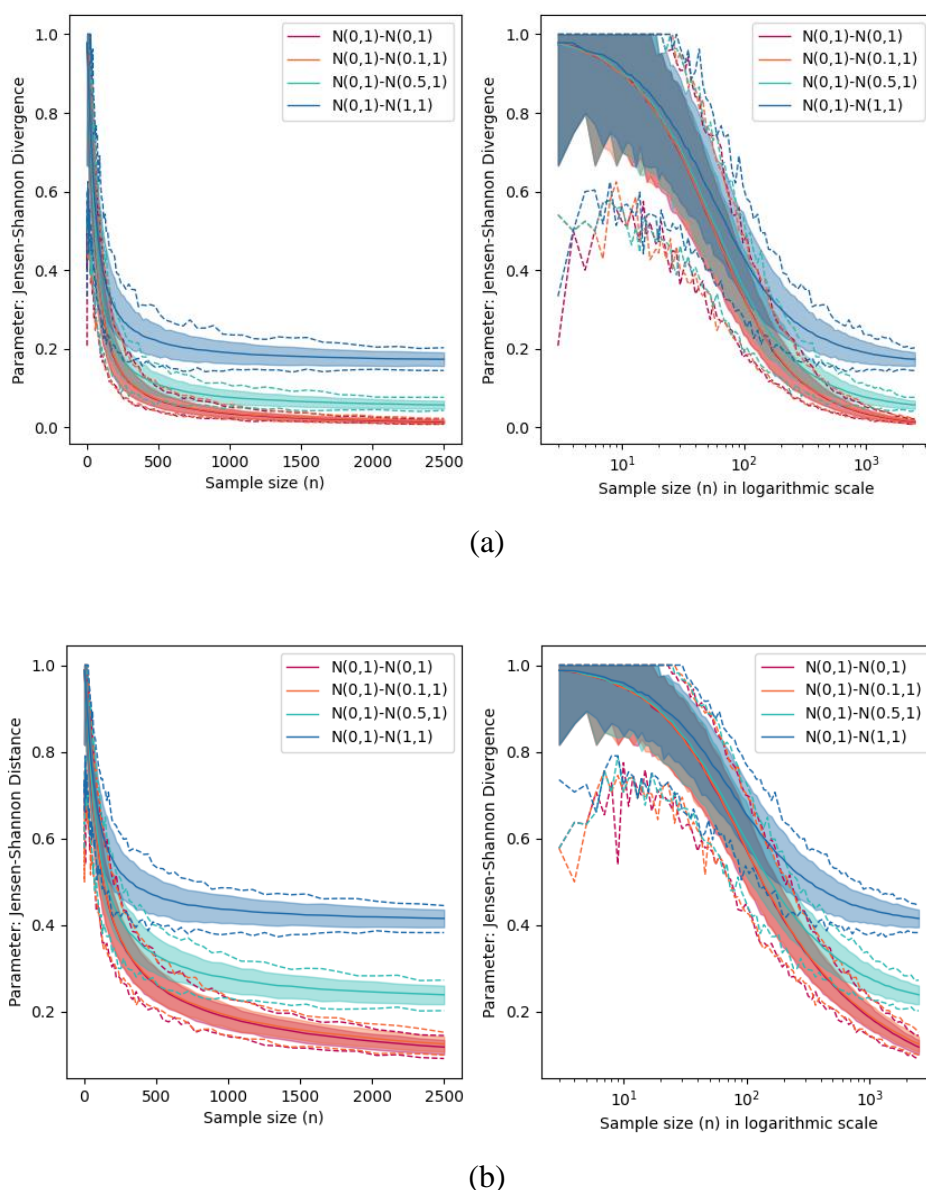 1.0
0.8
0.6
0.4
0.2
0.0
Parameter: Jensen-Shannon Divergence
N(0,1)-N(0,1)
N(0,1)-N(0.1,1)
N(0,1)-N(0.5,1)
N(0,1)-N(1,1)
0 500 1000 1500 2000 2500
Sample size (n)
1.0
0.8
0.6
0.4
0.2
0.0
Parameter: Jensen-Shannon Divergence
N(0,1)-N(0,1)
N(0,1)-N(0.1,1)
N(0,1)-N(0.5,1)
N(0,1)-N(1,1)
10¹ 10² 10³
Sample size (n) in logarithmic scale
(a)
1.0
0.8
0.6
0.4
0.2
Parameter: Jensen-Shannon Distance
N(0,1)-N(0,1)
N(0,1)-N(0.1,1)
N(0,1)-N(0.5,1)
N(0,1)-N(1,1)
0 500 1000 1500 2000 2500
Sample size (n)
1.0
0.8
0.6
0.4
0.2
Parameter: Jensen-Shannon Divergence
N(0,1)-N(0,1)
N(0,1)-N(0.1,1)
N(0,1)-N(0.5,1)
N(0,1)-N(1,1)
10¹ 10² 10³
Sample size (n) in logarithmic scale
(b)